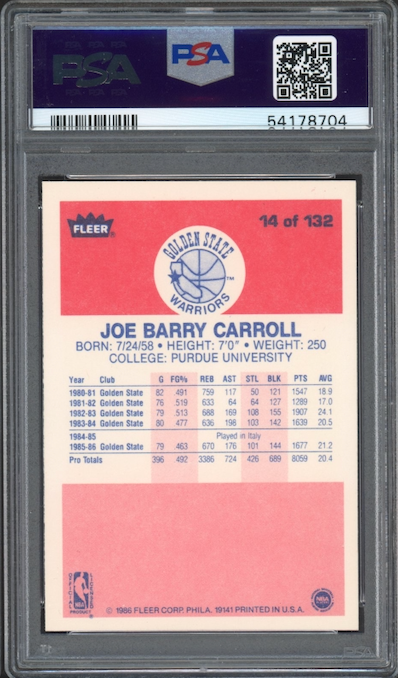 PSA
PSA
54178704
FLEER®
14 of 132
GOLDEN STATE
WARRIORS
™
JOE BARRY CARROLL
BORN: 7/24/58 • HEIGHT: 7'0" • WEIGHT: 250
COLLEGE: PURDUE UNIVERSITY
Year Club G FG% REB AST STL BLK PTS AVG
1980-81 Golden State 82 491 759 117 50 121 1547 18.9
1981-82 Golden State 76 519 633 64 64 127 1289 17.0
1982-83 Golden State 79 513 688 169 108 155 1907 24.1
1983-84 Golden State 80 477 636 198 103 142 1639 20.5
1984-85 Played in Italy
1985-86 Golden State 79 463 670 176 101 144 1677 21.2
Pro Totals 396 492 3386 724 426 689 8059 20.4
NBA
© 1986 FLEER CORP. PHILA. 19141 PRINTED IN U.S.A.